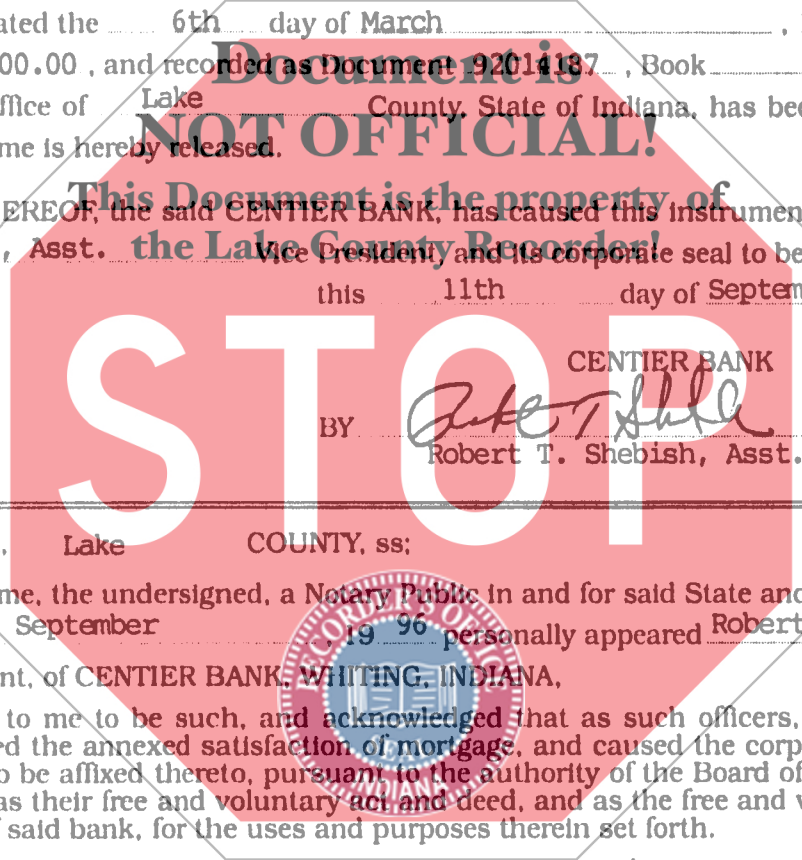 ated the 6th day of March ,
00.00 , and recorded as Document 92014187 , Book
ffice of Lake County, State of Indiana, has bee
me is hereby released.
EREOF, the said CENTIER BANK, has caused this instrumen
, Asst. Vice President, and its corporate seal to be
this 11th day of Septem
CENTIER BANK
BY
Robert T. Shebish, Asst.
, Lake COUNTY, ss:
me, the undersigned, a Notary Public in and for said State and
September , 19 96 personally appeared Robert
nt, of CENTIER BANK, WHITING, INDIANA,
to me to be such, and acknowledged that as such officers,
ed the annexed satisfaction of mortgage, and caused the corp
o be affixed thereto, pursuant to the authority of the Board of
as their free and voluntary act and deed, and as the free and v
f said bank, for the uses and purposes therein set forth.
Document is
NOT OFFICIAL!
This Document is the property of
the Lake County Recorder!
STOP
RECORDER'S OFFICE
SEAL
INDIANA